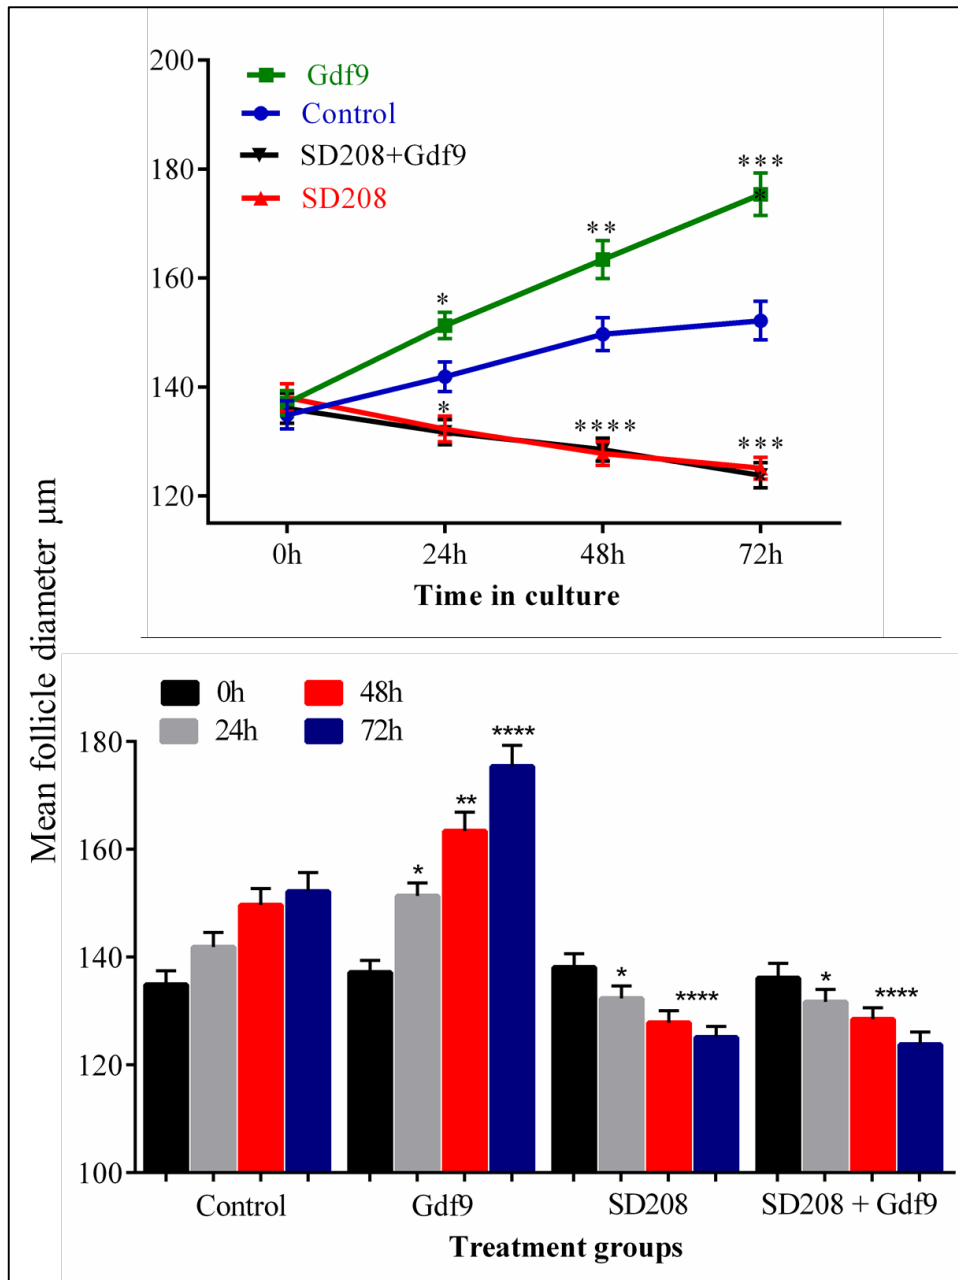 200
180
160
140
120
Gdf9
Control
SD208+Gdf9
SD208
*
**
***
*
*
****
***
0h 24h 48h 72h
Time in culture
Mean follicle diameter µm
0h 48h
24h 72h
180
160
140
120
100
*
**
****
*
****
*
****
Control Gdf9 SD208 SD208 + Gdf9
Treatment groups